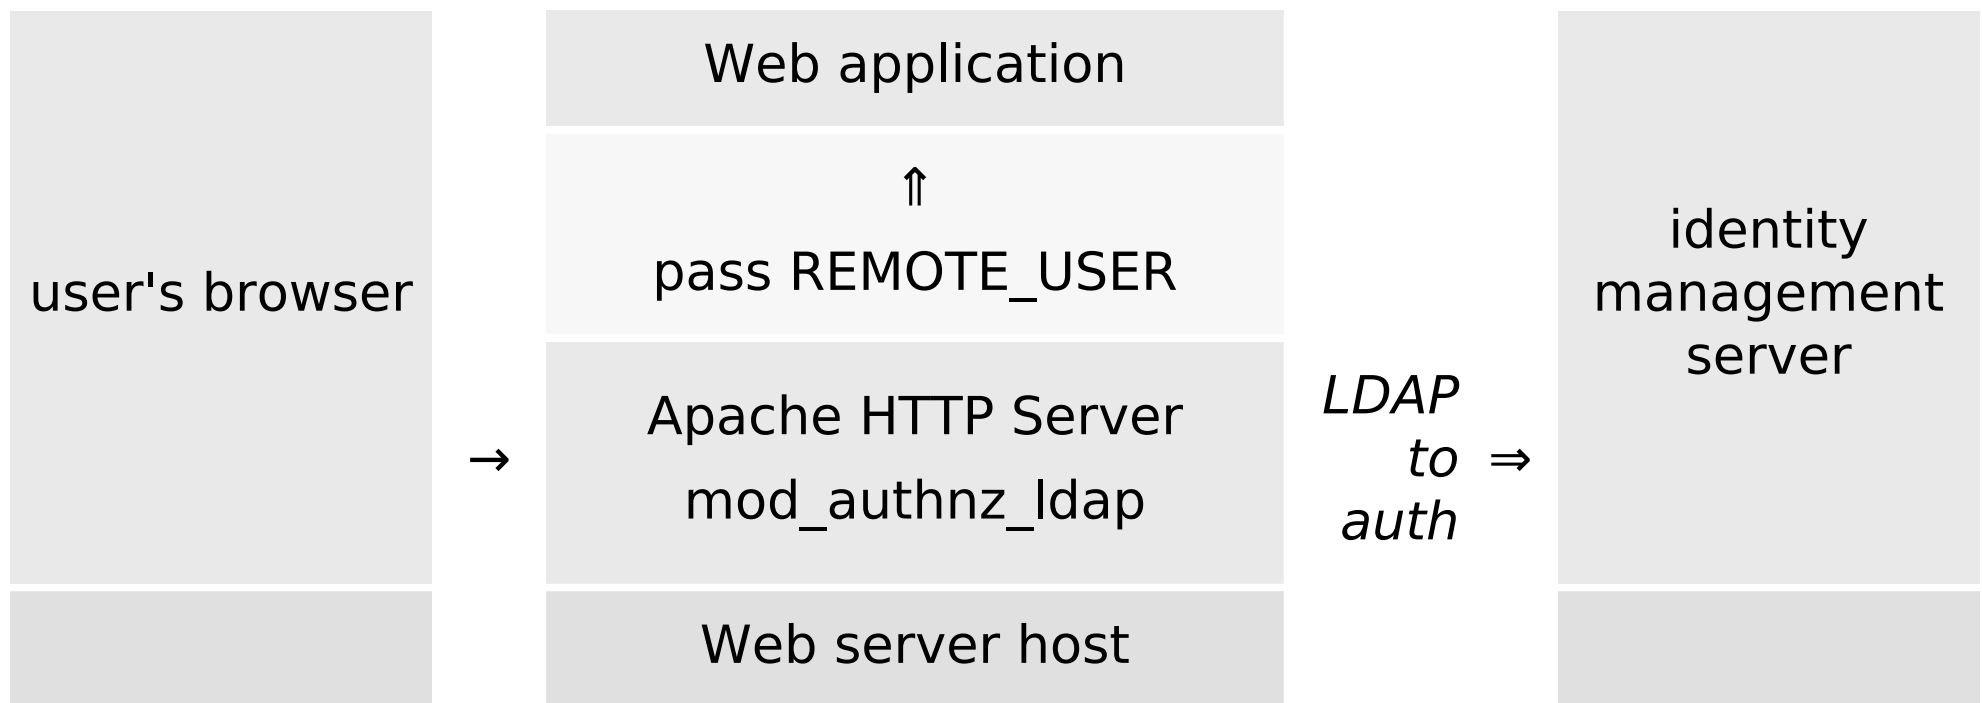 user's browser
→
Web application
⇑
pass REMOTE_USER
Apache HTTP Server
mod_authnz_ldap
Web server host
LDAP
to ⇒
auth
identity
management
server